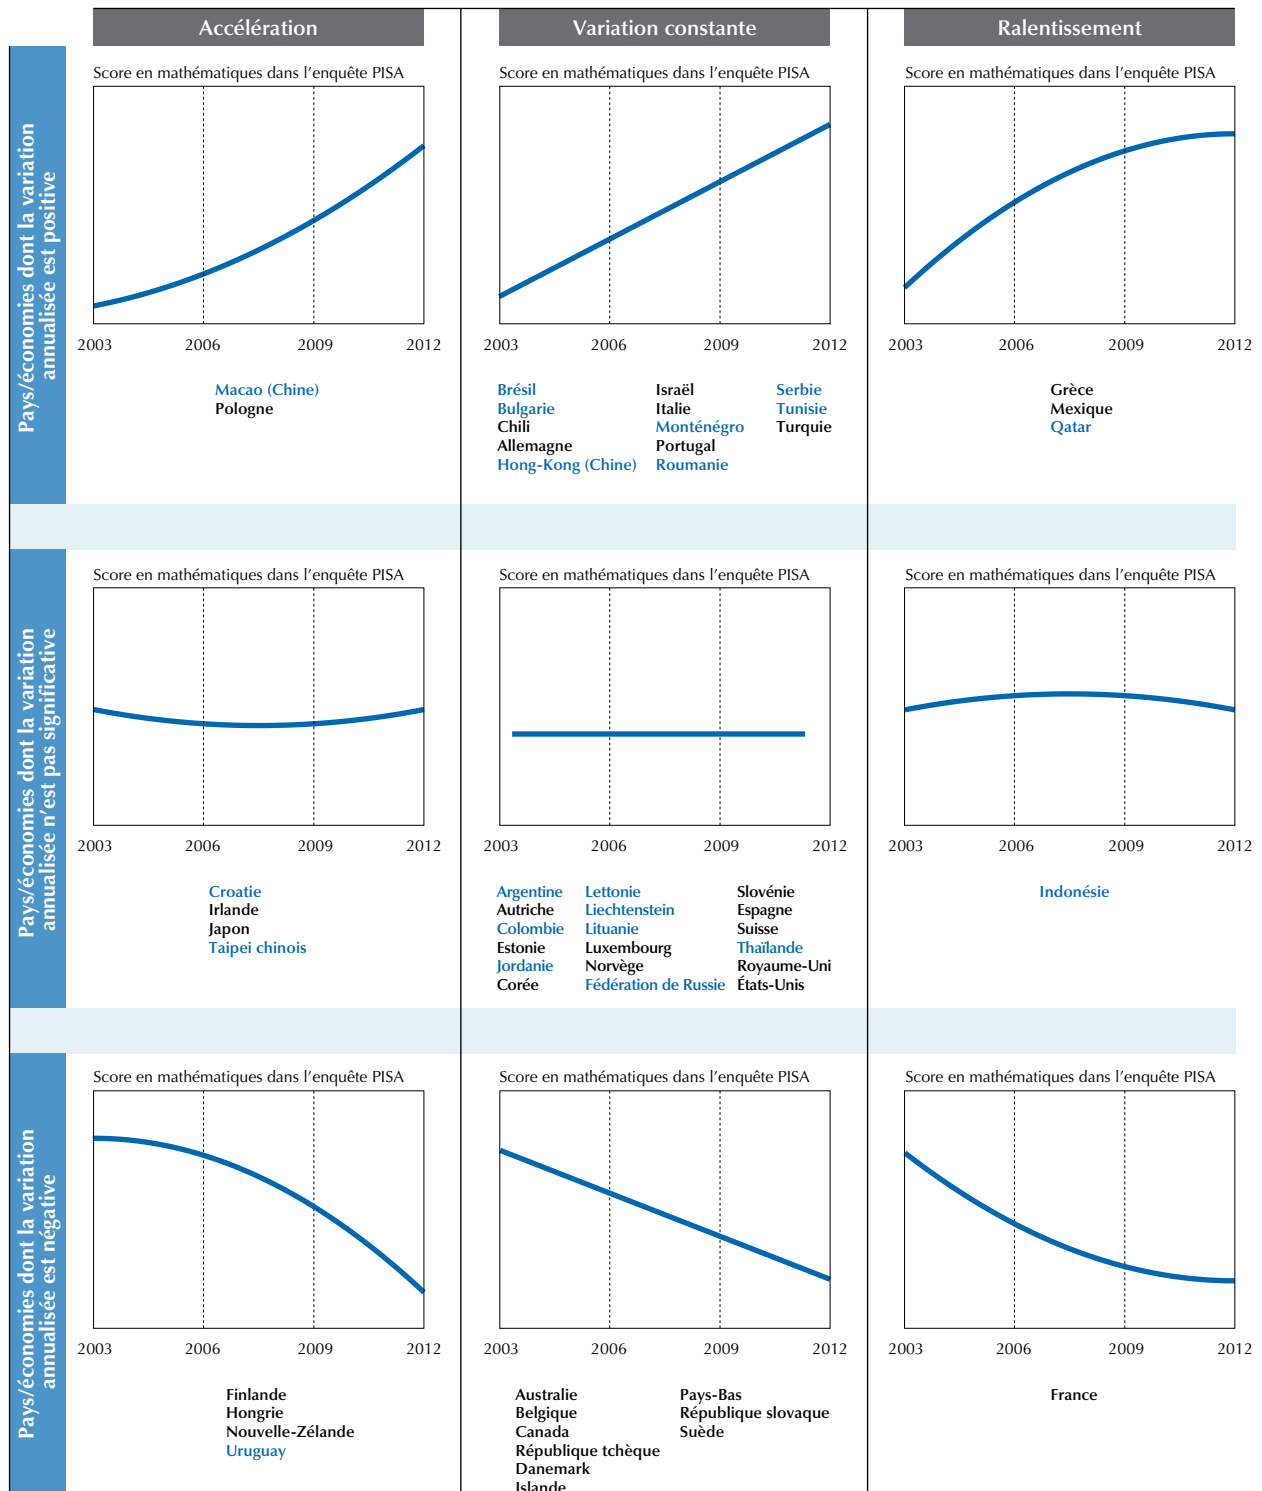 Accélération
Variation constante
Ralentissement
Pays/économies dont la variation
annualisée est positive
Score en mathématiques dans l'enquête PISA
2003 2006 2009 2012
Macao (Chine)
Pologne
Score en mathématiques dans l'enquête PISA
2003 2006 2009 2012
Brésil
Bulgarie
Chili
Allemagne
Hong-Kong (Chine)
Israël
Italie
Monténégro
Portugal
Roumanie
Serbie
Tunisie
Turquie
Score en mathématiques dans l'enquête PISA
2003 2006 2009 2012
Grèce
Mexique
Qatar
Pays/économies dont la variation
annualisée n'est pas significative
Score en mathématiques dans l'enquête PISA
2003 2006 2009 2012
Croatie
Irlande
Japon
Taipei chinois
Score en mathématiques dans l'enquête PISA
2003 2006 2009 2012
Argentine
Autriche
Colombie
Estonie
Jordanie
Corée
Lettonie
Liechtenstein
Lituanie
Luxembourg
Norvège
Fédération de Russie
Slovénie
Espagne
Suisse
Thaïlande
Royaume-Uni
États-Unis
Score en mathématiques dans l'enquête PISA
2003 2006 2009 2012
Indonésie
Pays/économies dont la variation
annualisée est négative
Score en mathématiques dans l'enquête PISA
2003 2006 2009 2012
Finlande
Hongrie
Nouvelle-Zélande
Uruguay
Score en mathématiques dans l'enquête PISA
2003 2006 2009 2012
Australie
Belgique
Canada
République tchèque
Danemark
Islande
Pays-Bas
République slovaque
Suède
Score en mathématiques dans l'enquête PISA
2003 2006 2009 2012
France